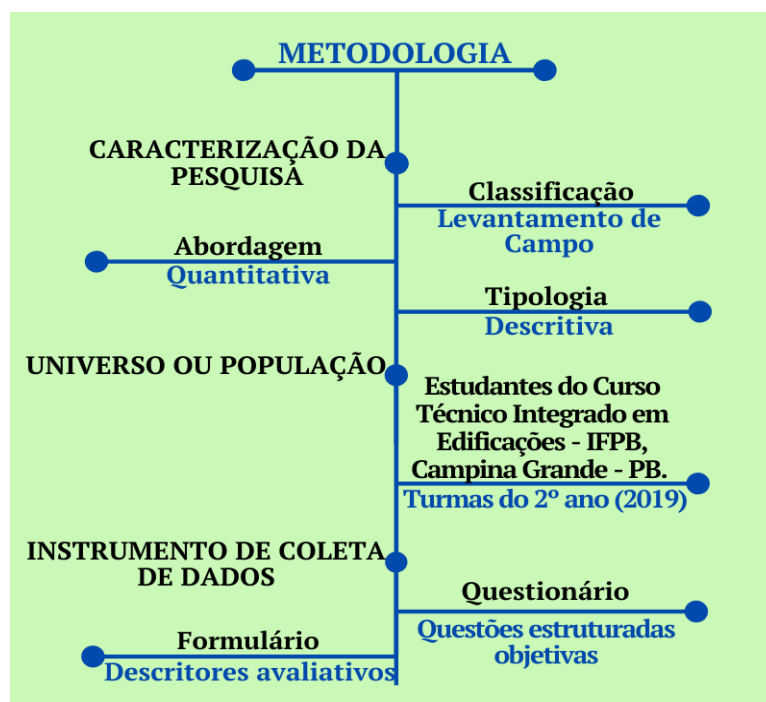 METODOLOGIA
CARACTERIZAÇÃO DA
PESQUISA
Classificação
Levantamento de
Campo
Abordagem
Quantitativa
Tipologia
Descritiva
UNIVERSO OU POPULAÇÃO
Estudantes do Curso
Técnico Integrado em
Edificações - IFPB,
Campina Grande - PB.
Turmas do 2º ano (2019)
INSTRUMENTO DE COLETA
DE DADOS
Questionário
Questões estruturadas
objetivas
Formulário
Descritores avaliativos